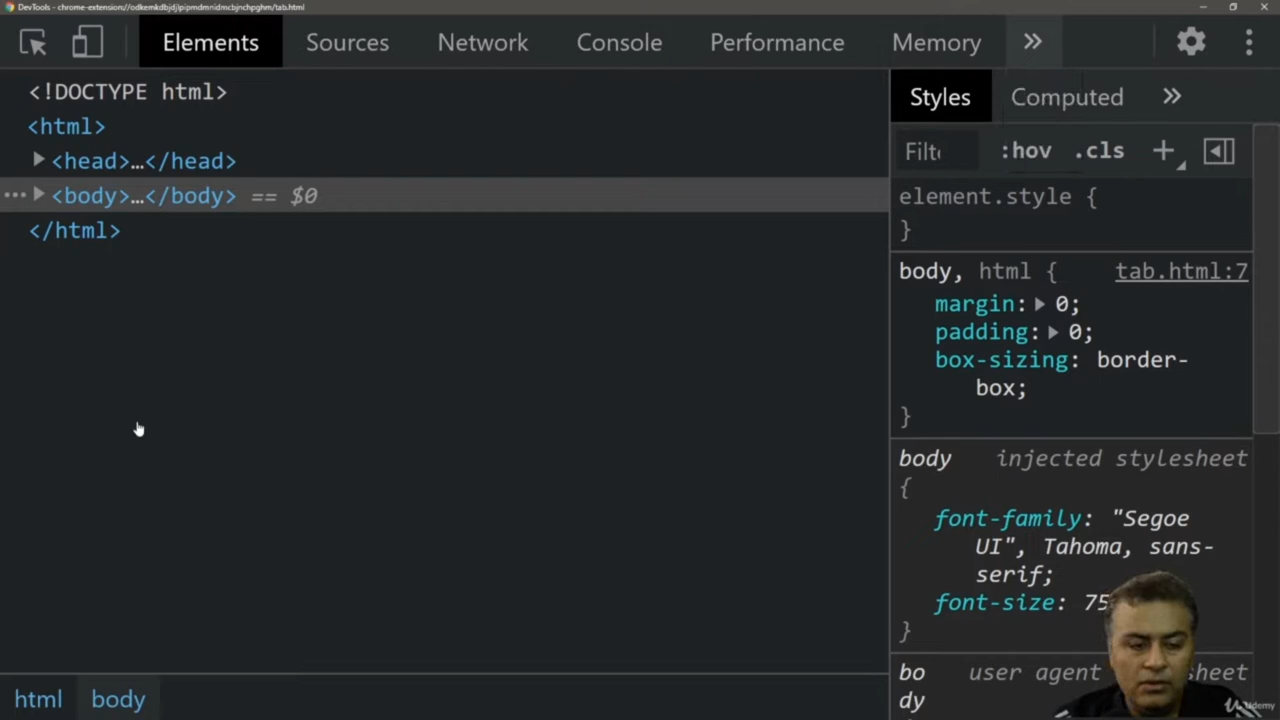 DevTools - chrome-extension://odkemkdbjdjipipmdmnidmcbjnchpghm/tab.html
Elements Sources Network Console Performance Memory
<!DOCTYPE html>
<html>
<head>…</head>
<body>…</body> == $0
</html>
html body
Styles Computed
:hov .cls
element.style {
}
body, html { tab.html:7
margin: 0;
padding: 0;
box-sizing: border-
box;
}
body injected stylesheet
{
font-family: "Segoe
UI", Tahoma, sans-
serif;
font-size: 75
}
bo user agent
dy
Udemy